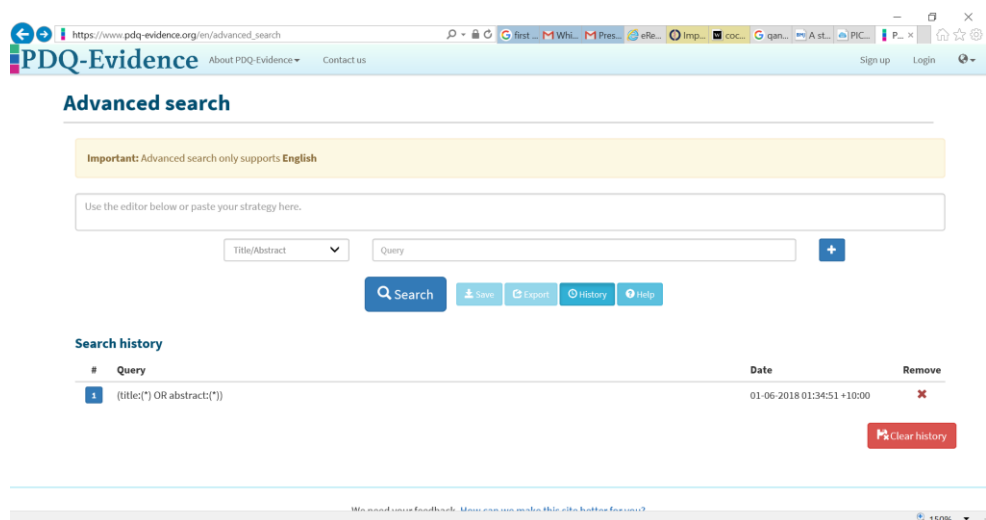 https://www.pdq-evidence.org/en/advanced_search
G first ... M Whi... M Pres... eRe... Imp... coc... G qan... A st... PIC... P...
PDQ-Evidence About PDQ-Evidence Contact us Sign up Login
Advanced search
Important: Advanced search only supports English
Use the editor below or paste your strategy here.
Title/Abstract Query +
Search Save Export History Help
Search history
# Query Date Remove
1 (title:(*) OR abstract:(*)) 01-06-2018 01:34:51 +10:00
Clear history
We need your feedback. How can we make this site better for you?
150%